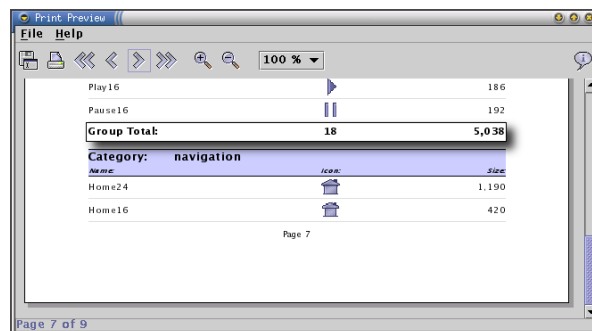 Print Preview
File Help
100 %
Play16 186
Pause16 192
Group Total: 18 5,038
Category: navigation
Name: Icon: Size:
Home24 1,190
Home16 420
Page 7
Page 7 of 9